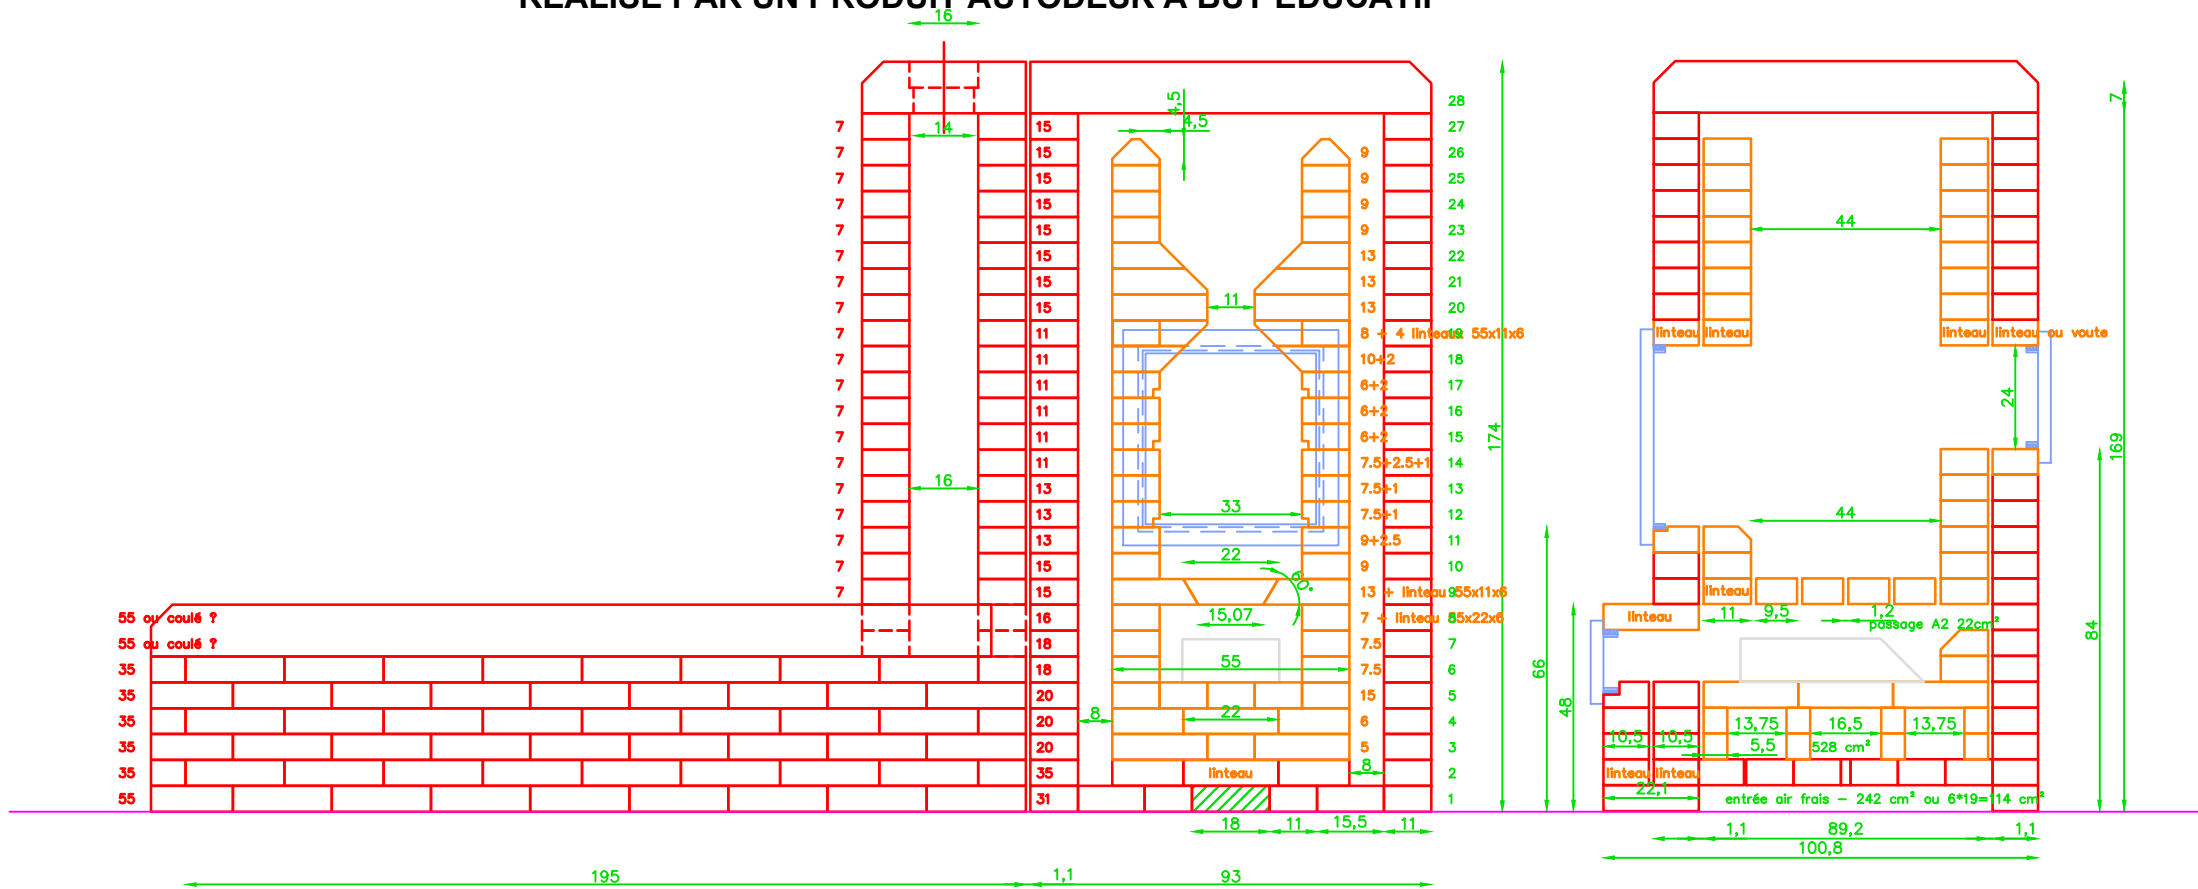 RÉALISÉ PAR UN PRODUIT AUTODESK À BUT ÉDUCATIF
16
4,5
28
7
7 14 15 4,5 27
7 15 9 26
7 15 9 25
7 15 9 24
7 15 9 23 44
7 15 13 22
7 15 13 21
7 15 11 13 20
7 11 8 + 4 linteaux 55x11x6 19 linteau linteau linteau linteau ou voute
7 11 10+2 18
7 11 6+2 17
7 11 6+2 16 24
7 11 6+2 15 174 169
7 11 7.5+2.5+1 14
7 16 13 7.5+1 13
7 13 33 7.5+1 12 44
7 13 9+2.5 11
7 15 22 9 10
7 15 60° 13 + linteau 55x11x6 9 linteau
55 ou coulé ? 16 15,07 7 + linteau 55x22x6 8 linteau 11 9,5 1,2
passage A2 22cm²
55 ou coulé ? 18 7.5 7 84
35 18 55 7.5 6 66
35 20 15 5 48
35 20 8 22 6 4 13,75 16,5 13,75
35 20 5 3 10,5 10,5 5,5 528 cm²
35 35 linteau 8 2 linteau linteau
55 31 1 22,1 entrée air frais - 242 cm² ou 6*19=114 cm²
18 11 15,5 11 1,1 89,2 1,1
100,8
195 1,1 93